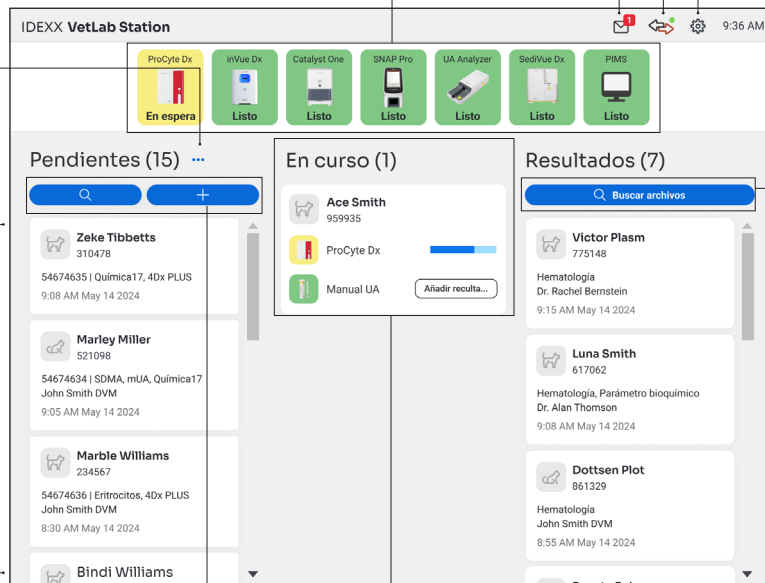 IDEXX VetLab Station
1
9:36 AM
ProCyte Dx
En espera
inVue Dx
Listo
Catalyst One
Listo
SNAP Pro
Listo
UA Analyzer
Listo
SediVue Dx
Listo
PIMS
Listo
Pendientes (15) ...
Zeke Tibbetts
310478
54674635 | Química17, 4Dx PLUS
9:08 AM May 14 2024
Marley Miller
521098
54674634 | SDMA, mUA, Química17
John Smith DVM
9:05 AM May 14 2024
Marble Williams
234567
54674636 | Eritrocitos, 4Dx PLUS
John Smith DVM
8:30 AM May 14 2024
Bindi Williams
En curso (1)
Ace Smith
959935
ProCyte Dx
Manual UA
Añadir reculta...
Resultados (7)
Buscar archivos
Victor Plasm
775148
Hematología
Dr. Rachel Bernstein
9:15 AM May 14 2024
Luna Smith
617062
Hematología, Parámetro bioquímico
Dr. Alan Thomson
9:08 AM May 14 2024
Dottsen Plot
861329
Hematología
John Smith DVM
8:55 AM May 14 2024